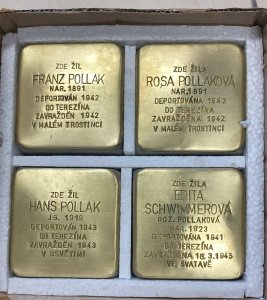 ZDE ŽIL
FRANZ POLLAK
NAR. 1891
DEPORTOVÁN 1942
DO TEREZÍNA
ZAVRAŽDĚN 1942
V MALÉM TROSTINCI
ZDE ŽILA
ROSA POLLAKOVÁ
NAR. 1891
DEPORTOVÁNA 1942
DO TEREZÍNA
ZAVRAŽDĚNA 1942
V MALÉM TROSTINCI
ZDE ŽIL
HANS POLLAK
JG. 1919
DEPORTOVÁN 1943
DO TEREZÍNA
ZAVRAŽDĚN 1943
V OSVĚTIMI
ZDE ŽILA
EDITA
SCHWIMMEROVÁ
ROZ. POLLAKOVÁ
NAR. 1923
DEPORTOVÁNA 1941
DO TEREZÍNA
ZAVRAŽDĚNA 18.3.1945
VE SVATAVĚ